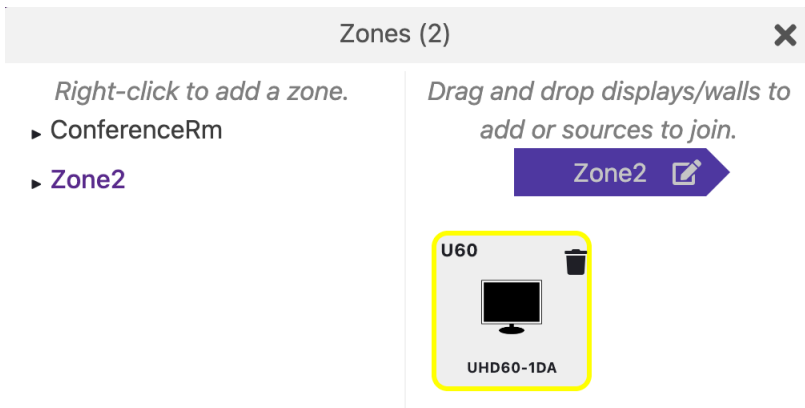 Zones (2)
Right-click to add a zone.
ConferenceRm
Zone2
Drag and drop displays/walls to
add or sources to join.
Zone2
U60
UHD60-1DA